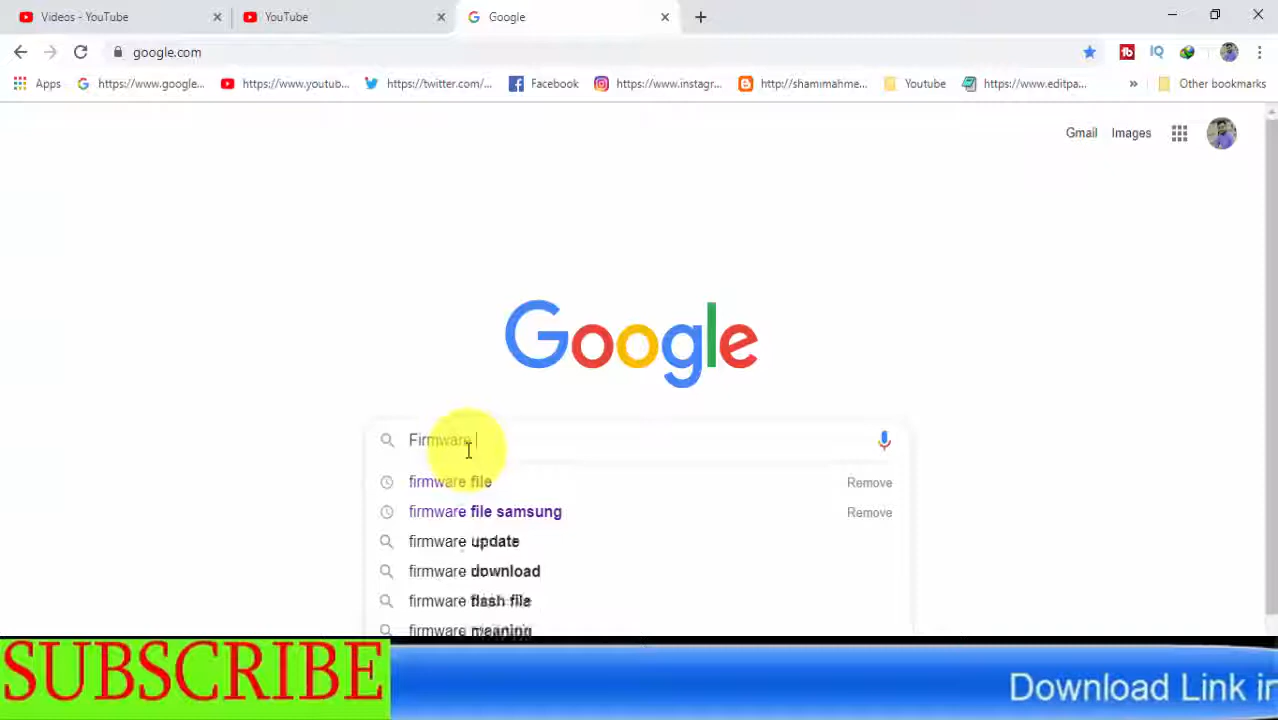 Videos - YouTube
YouTube
Google
google.com
Apps
https://www.google...
https://www.youtub...
https://twitter.com/...
Facebook
https://www.instagr...
http://shamimahme...
Youtube
https://www.editpa...
»
Other bookmarks
Gmail
Images
Google
Firmware
firmware file
Remove
firmware file samsung
Remove
firmware update
firmware download
firmware flash file
firmware meaning
SUBSCRIBE
Download Link in